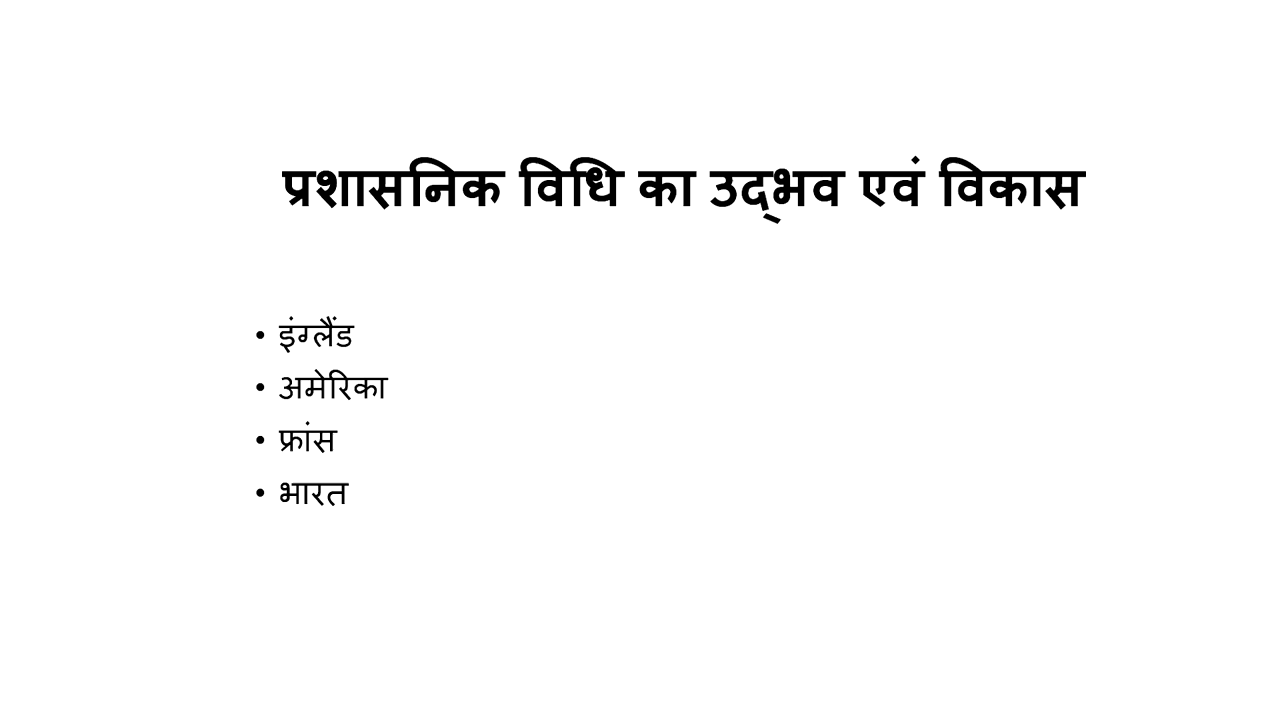 प्रशासनिक विधि का उद्‌भव एवं विकास
• इंग्लैंड
• अमेरिका
• फ्रांस
• भारत